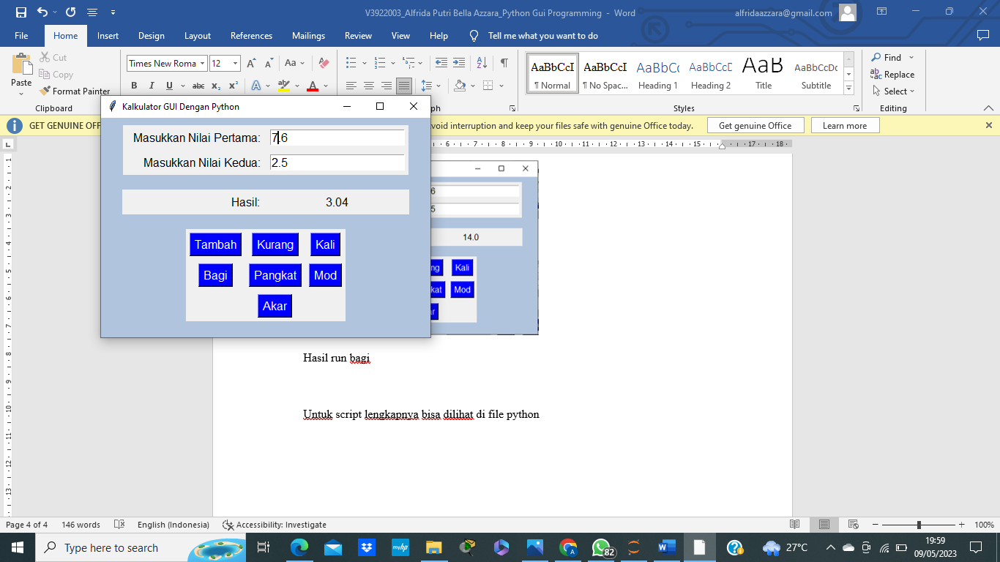 V3922003_Alfrida Putri Bella Azzara_Python Gui Programming - Word
alfridaazzara@gmail.com
File Home Insert Design Layout References Mailings Review View Help Tell me what you want to do
Paste
Cut
Copy
Format Painter
Clipboard
Times New Roma 12
AaBbCcI AaBbCcI AaBbCc AaBbCcD AaB AaBbCcDc
¶ Normal ¶ No Spac... Heading 1 Heading 2 Title Subtitle
Styles
Find
Replace
Select
Editing
Kalkulator GUI Dengan Python
GET GENUINE OFF
void interruption and keep your files safe with genuine Office today.
Get genuine Office Learn more
Masukkan Nilai Pertama: 7.6
Masukkan Nilai Kedua: 2.5
Hasil: 3.04
Tambah Kurang Kali
Bagi Pangkat Mod
Akar
6
5
14.0
ng Kali
kat Mod
ar
Hasil run bagi
Untuk script lengkapnya bisa dilihat di file python
Page 4 of 4 146 words English (Indonesia) Accessibility: Investigate 100%
Type here to search
82
27°C
19:59
09/05/2023